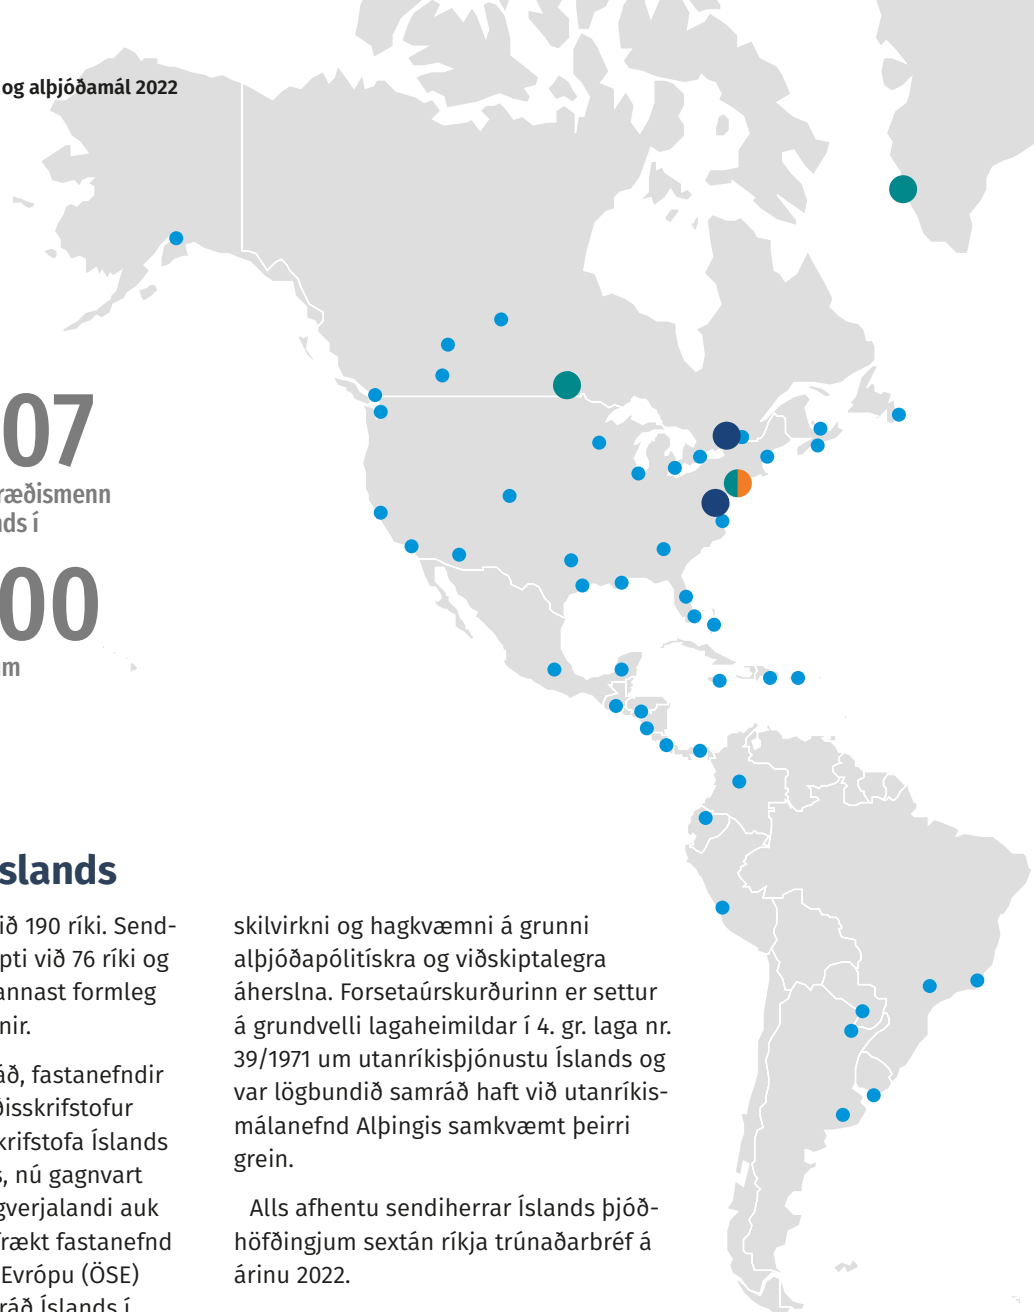 og alþjóðamál 2022
07
ræðismenn
ds í
00
m
slands
ið 190 ríki. Send-
pti við 76 ríki og
annast formleg
nir.
áð, fastanefndir
ðisskrifstofur
krifstofa Íslands
s, nú gagnvart
gverjalandi auk
rækt fastanefnd
Evrópu (ÖSE)
ráð Íslands í
skilvirkni og hagkvæmni á grunni
alþjóðapólitískra og viðskiptalegra
áherslna. Forsetaúrskurðurinn er settur
á grundvelli lagaheimildar í 4. gr. laga nr.
39/1971 um utanríkisþjónustu Íslands og
var lögbundið samráð haft við utanríkis-
málanefnd Alþingis samkvæmt þeirri
grein.
Alls afhentu sendiherrar Íslands þjóð-
höfðingjum sextán ríkja trúnaðarbréf á
árinu 2022.